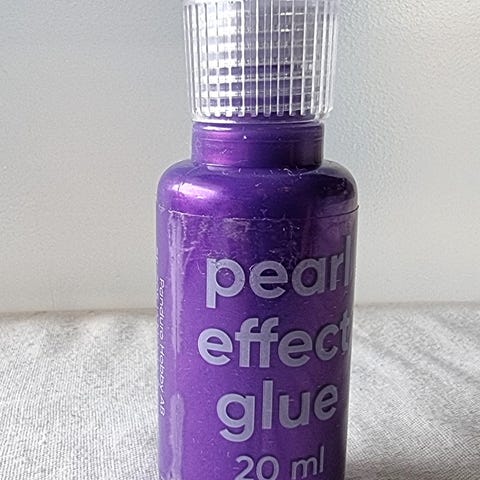 pearl
effect
glue
20 ml
Panduro Hobby AB